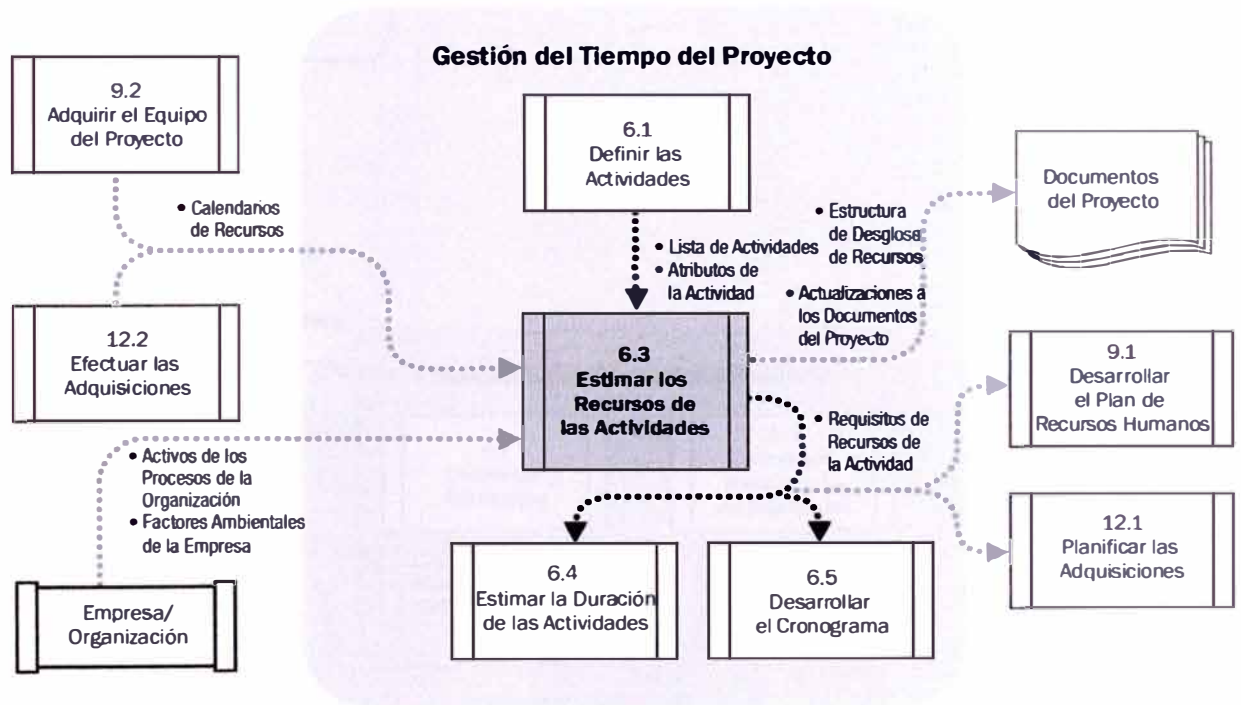 Gestión del Tiempo del Proyecto
9.2
Adquirir el Equipo
del Proyecto
6.1
Definir las
Actividades
Documentos
del Proyecto
• Calendarios
de Recursos
• Lista de Actividades
• Atributos de
la Actividad
• Estructura
de Desglose
de Recursos
• Actualizaciones a
los Documentos
del Proyecto
12.2
Efectuar las
Adquisiciones
6.3
Estimar los
Recursos de
las Actividades
9.1
Desarrollar
el Plan de
Recursos Humanos
• Requisitos de
Recursos de
la Actividad
• Activos de los
Procesos de la
Organización
• Factores Ambientales
de la Empresa
12.1
Planificar las
Adquisiciones
6.4
Estimar la Duración
de las Actividades
6.5
Desarrollar
el Cronograma
Empresa/
Organización